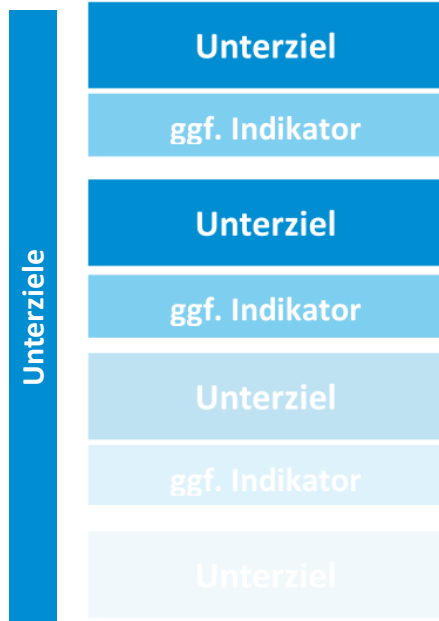 Unterziele
Unterziel
ggf. Indikator
Unterziel
ggf. Indikator
Unterziel
ggf. Indikator
Unterziel